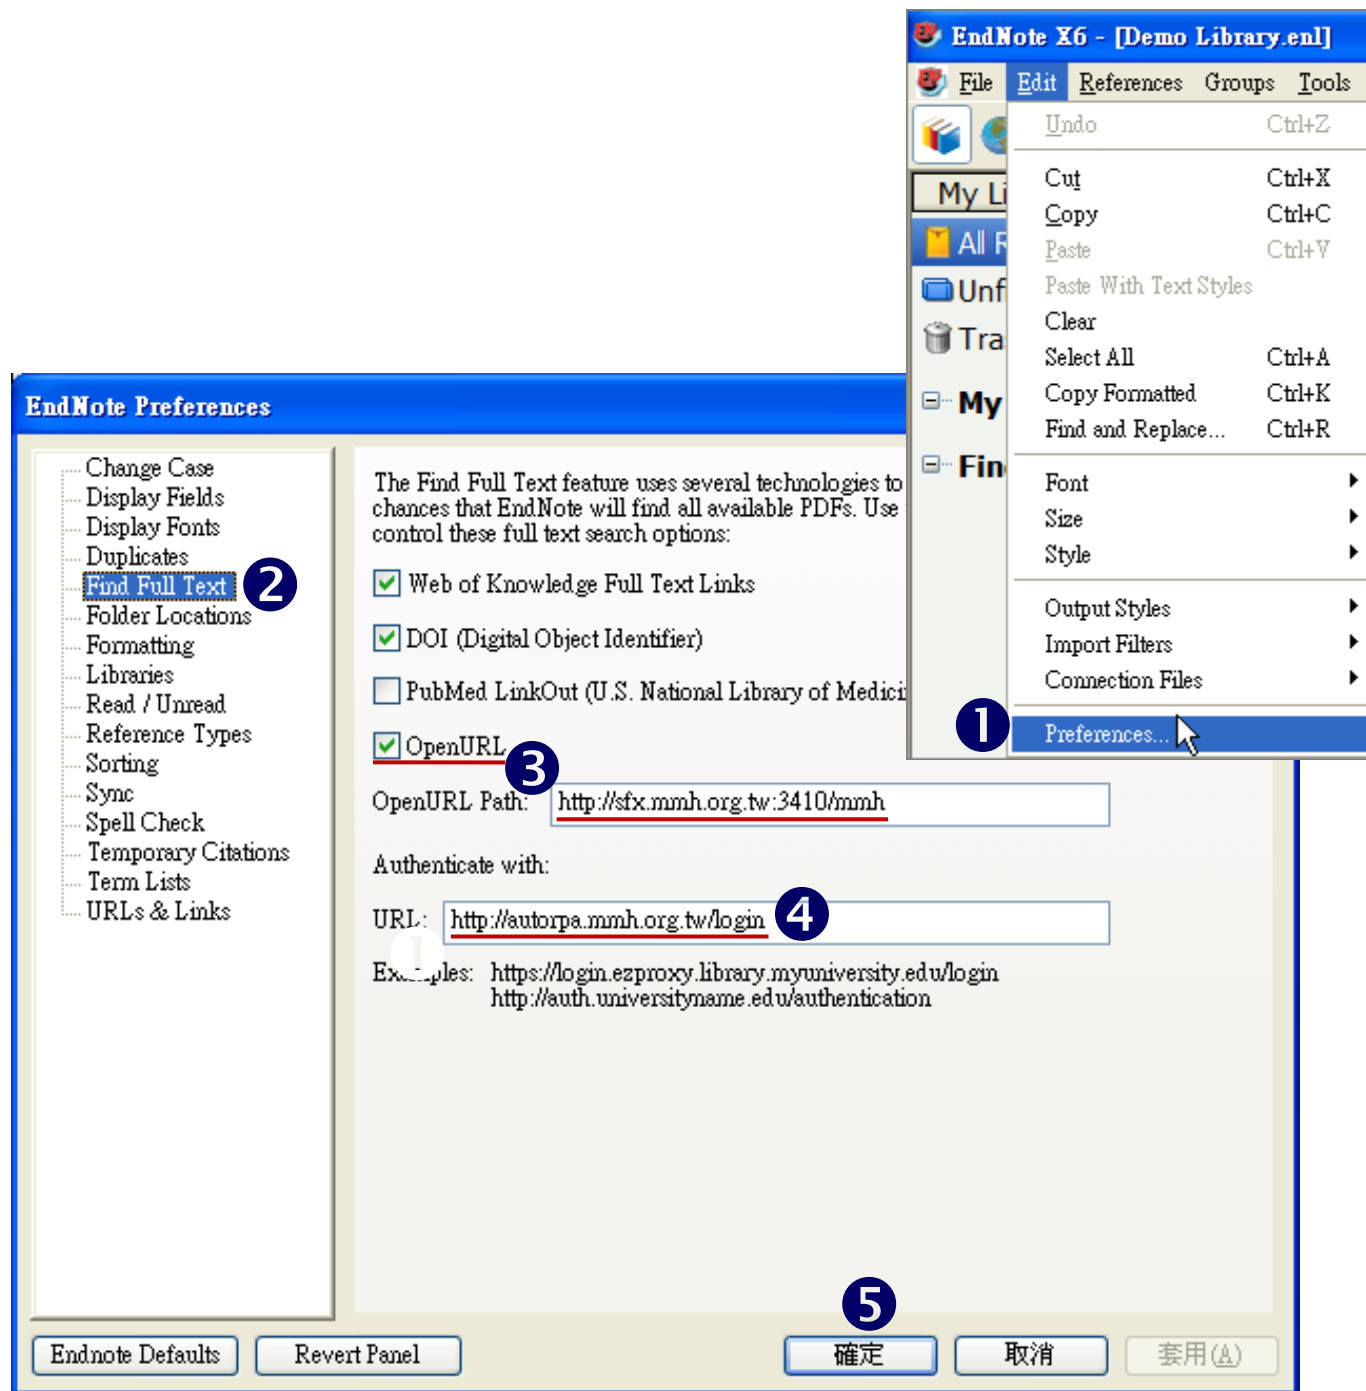 EndNote X6 - [Demo Library.enl]
File Edit References Groups Tools
Undo Ctrl+Z
Cut Ctrl+X
Copy Ctrl+C
Paste Ctrl+V
Paste With Text Styles
Clear
Select All Ctrl+A
Copy Formatted Ctrl+K
Find and Replace... Ctrl+R
Font
Size
Style
Output Styles
Import Filters
Connection Files
1 Preferences...
My Li
All R
Unf
Tra
My
Fin
EndNote Preferences
Change Case
Display Fields
Display Fonts
Duplicates
Find Full Text 2
Folder Locations
Formatting
Libraries
Read / Unread
Reference Types
Sorting
Sync
Spell Check
Temporary Citations
Term Lists
URLs & Links
The Find Full Text feature uses several technologies to
chances that EndNote will find all available PDFs. Use
control these full text search options:
Web of Knowledge Full Text Links
DOI (Digital Object Identifier)
PubMed LinkOut (U.S. National Library of Medici
OpenURL 3
OpenURL Path: http://sfx.mmh.org.tw:3410/mmh
Authenticate with:
URL: http://autorpa.mmh.org.tw/login 4
1
Examples: https://login.ezproxy.library.myuniversity.edu/login
http://auth.universityname.edu/authentication
5
Endnote Defaults Revert Panel 確定 取消 套用(A)